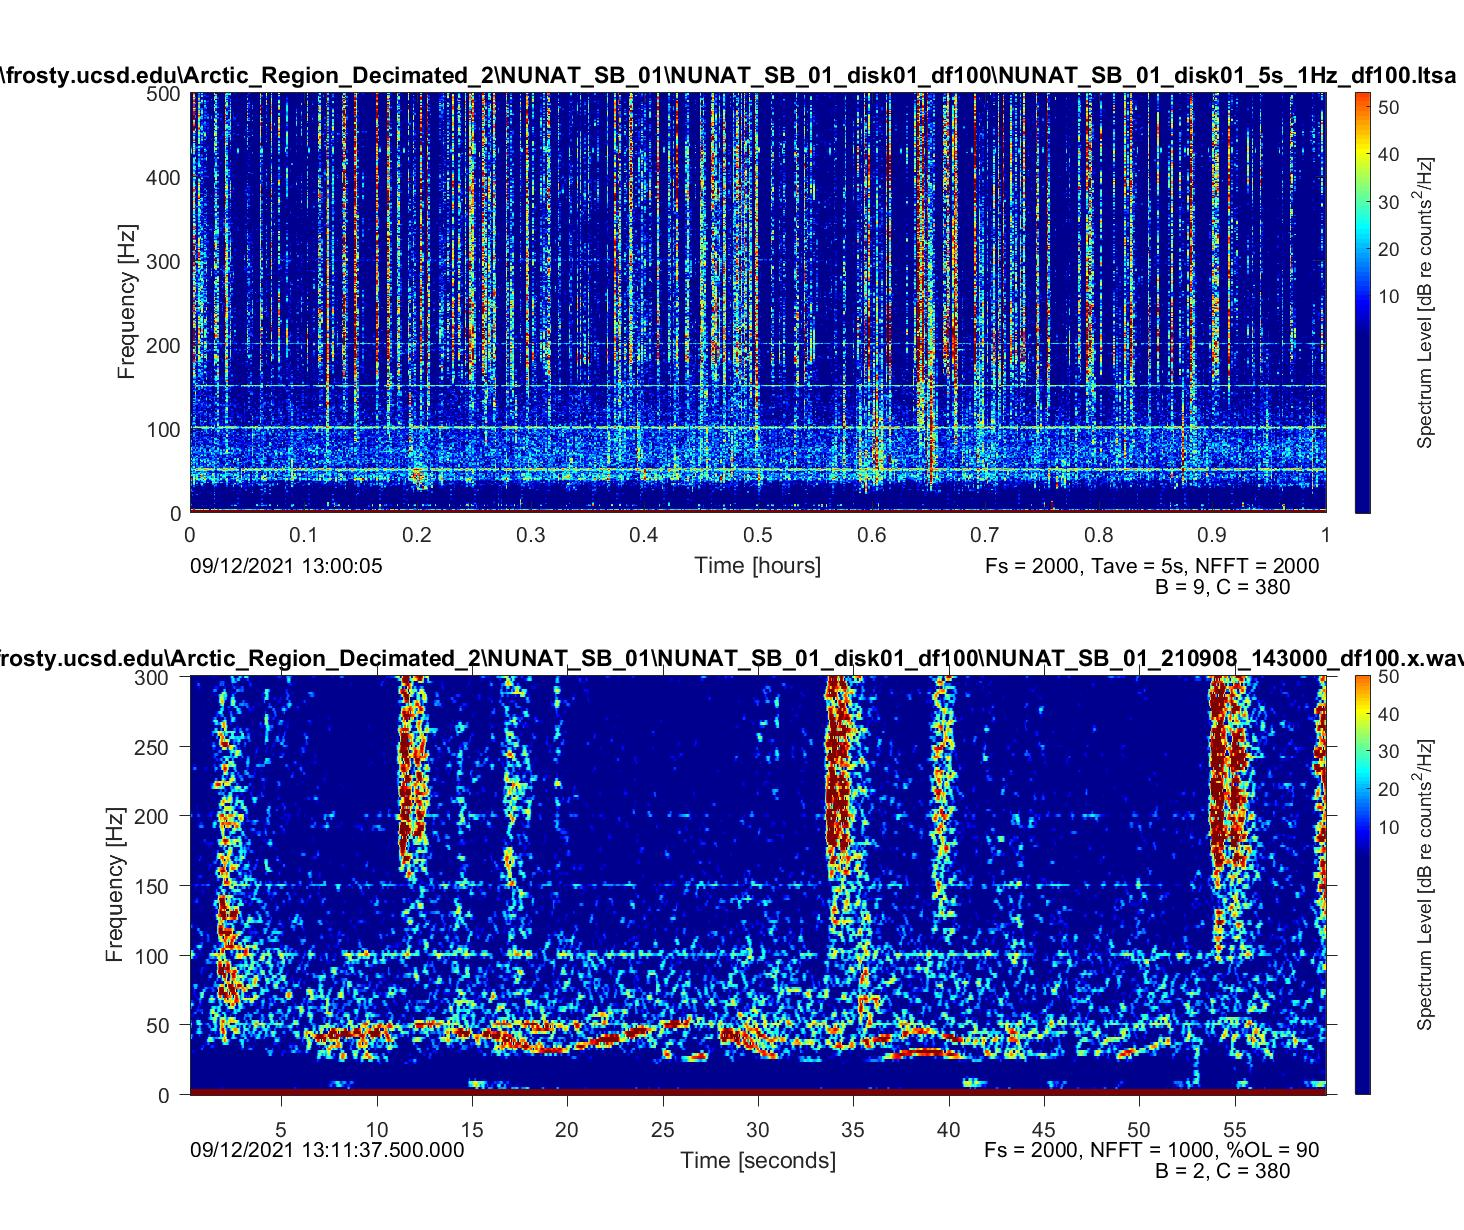 \frosty.ucsd.edu\Arctic_Region_Decimated_2\NUNAT_SB_01\NUNAT_SB_01_disk01_df100\NUNAT_SB_01_disk01_5s_1Hz_df100.ltsa
500
400
300
200
100
0
Frequency [Hz]
0 0.1 0.2 0.3 0.4 0.5 0.6 0.7 0.8 0.9 1
Time [hours]
09/12/2021 13:00:05
Fs = 2000, Tave = 5s, NFFT = 2000
B = 9, C = 380
50
40
30
20
10
Spectrum Level [dB re counts²/Hz]
frosty.ucsd.edu\Arctic_Region_Decimated_2\NUNAT_SB_01\NUNAT_SB_01_disk01_df100\NUNAT_SB_01_210908_143000_df100.x.wav
300
250
200
150
100
50
0
Frequency [Hz]
5 10 15 20 25 30 35 40 45 50 55
Time [seconds]
09/12/2021 13:11:37.500.000
Fs = 2000, NFFT = 1000, %OL = 90
B = 2, C = 380
50
40
30
20
10
Spectrum Level [dB re counts²/Hz]